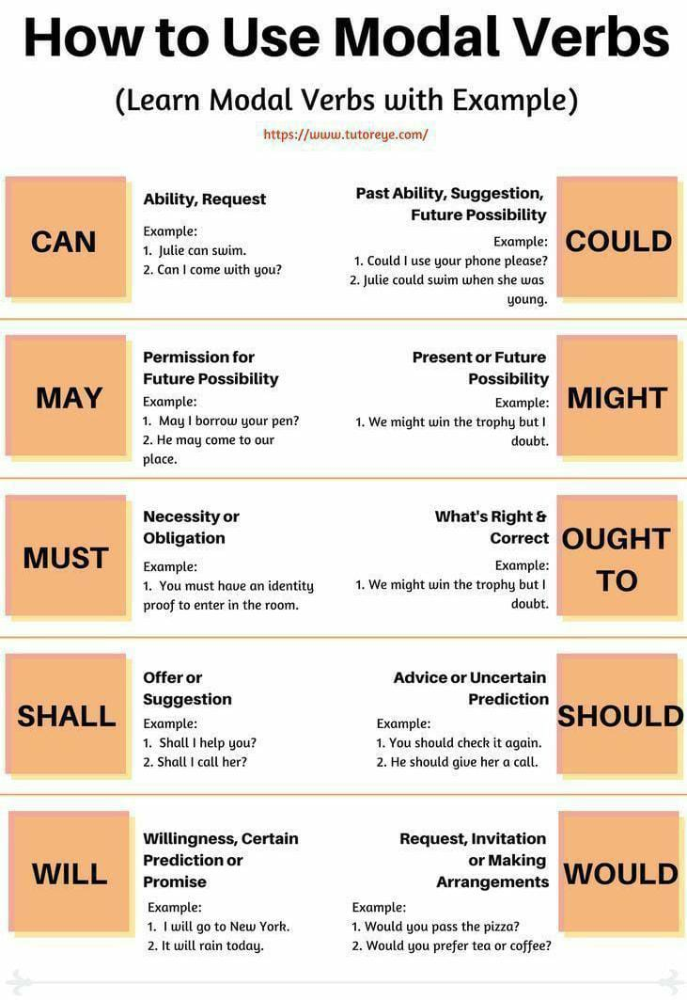 How to Use Modal Verbs
(Learn Modal Verbs with Example)
https://www.tutoreye.com/
CAN
Ability, Request
Example:
1. Julie can swim.
2. Can I come with you?
Past Ability, Suggestion,
Future Possibility
Example:
1. Could I use your phone please?
2. Julie could swim when she was
young.
COULD
MAY
Permission for
Future Possibility
Example:
1. May I borrow your pen?
2. He may come to our
place.
Present or Future
Possibility
Example:
1. We might win the trophy but I
doubt.
MIGHT
MUST
Necessity or
Obligation
Example:
1. You must have an identity
proof to enter in the room.
What's Right &
Correct
Example:
1. We might win the trophy but I
doubt.
OUGHT
TO
SHALL
Offer or
Suggestion
Example:
1. Shall I help you?
2. Shall I call her?
Advice or Uncertain
Prediction
Example:
1. You should check it again.
2. He should give her a call.
SHOULD
WILL
Willingness, Certain
Prediction or
Promise
Example:
1. I will go to New York.
2. It will rain today.
Request, Invitation
or Making
Arrangements
Example:
1. Would you pass the pizza?
2. Would you prefer tea or coffee?
WOULD